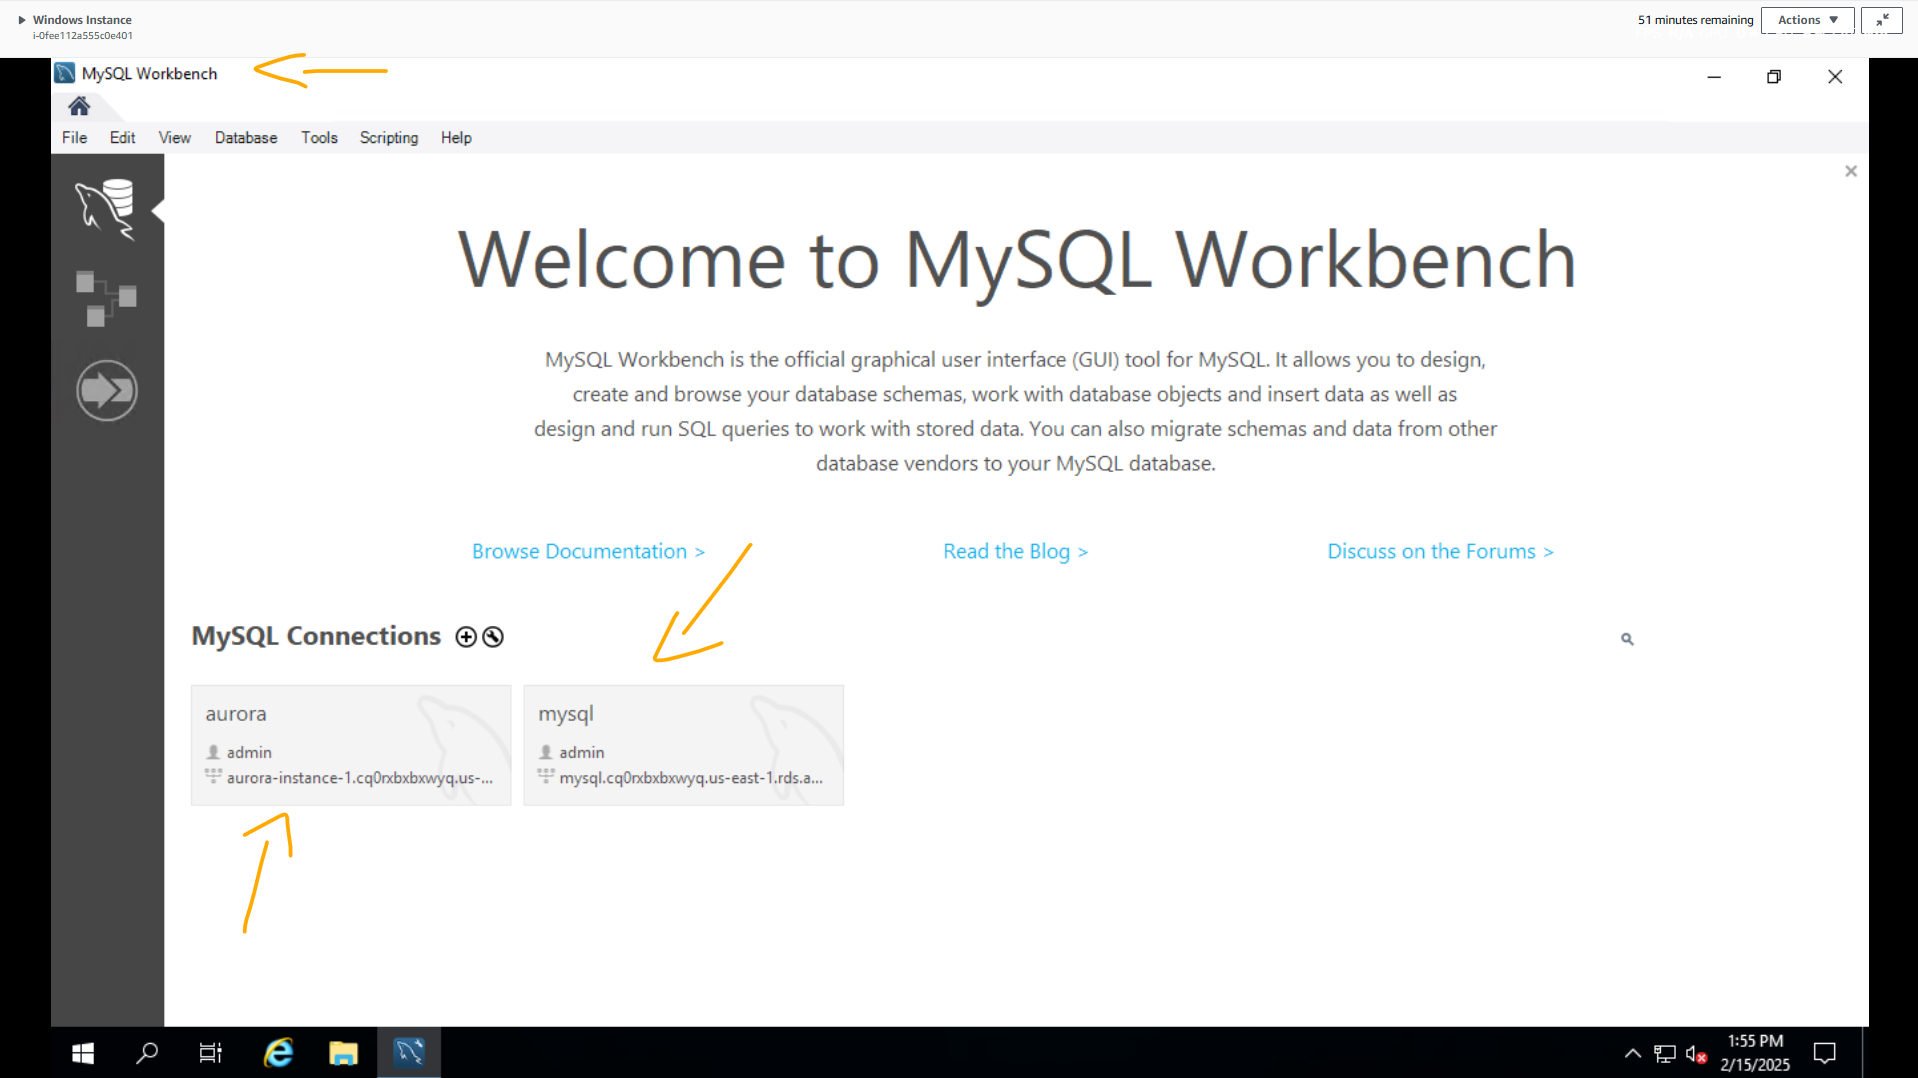 Windows Instance
i-0fee112a555c0e401
51 minutes remaining
Actions
MySQL Workbench
File Edit View Database Tools Scripting Help
Welcome to MySQL Workbench
MySQL Workbench is the official graphical user interface (GUI) tool for MySQL. It allows you to design,
create and browse your database schemas, work with database objects and insert data as well as
design and run SQL queries to work with stored data. You can also migrate schemas and data from other
database vendors to your MySQL database.
Browse Documentation >
Read the Blog >
Discuss on the Forums >
MySQL Connections
aurora
admin
aurora-instance-1.cq0rxbxbxwyq.us-...
mysql
admin
mysql.cq0rxbxbxwyq.us-east-1.rds.a...
1:55 PM
2/15/2025